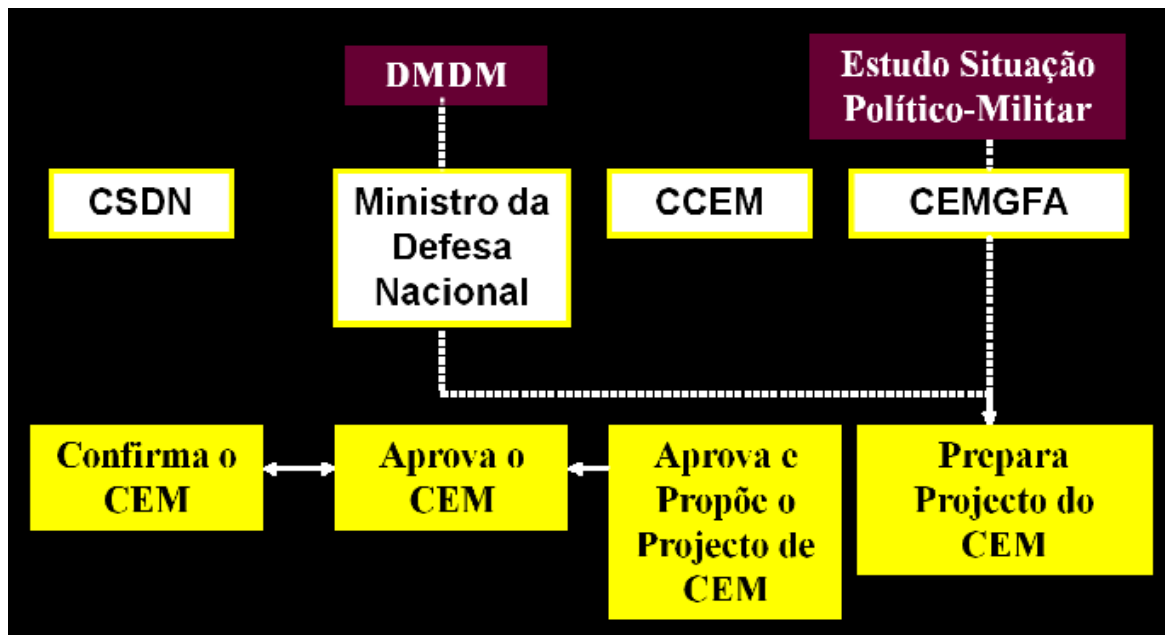 DMDM
Estudo Situação
Político-Militar
CSDN
Ministro da
Defesa
Nacional
CCEM
CEMGFA
Confirma o
CEM
Aprova o
CEM
Aprova e
Propõe o
Projecto de
CEM
Prepara
Projecto do
CEM